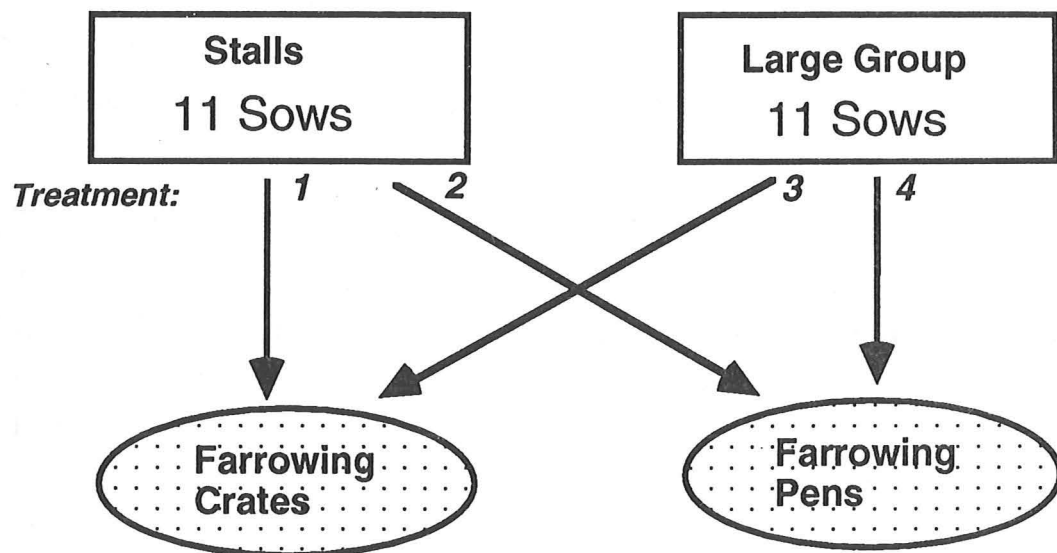 Stalls
11 Sows
Large Group
11 Sows
Treatment: 1 2 3 4
Farrowing
Crates
Farrowing
Pens